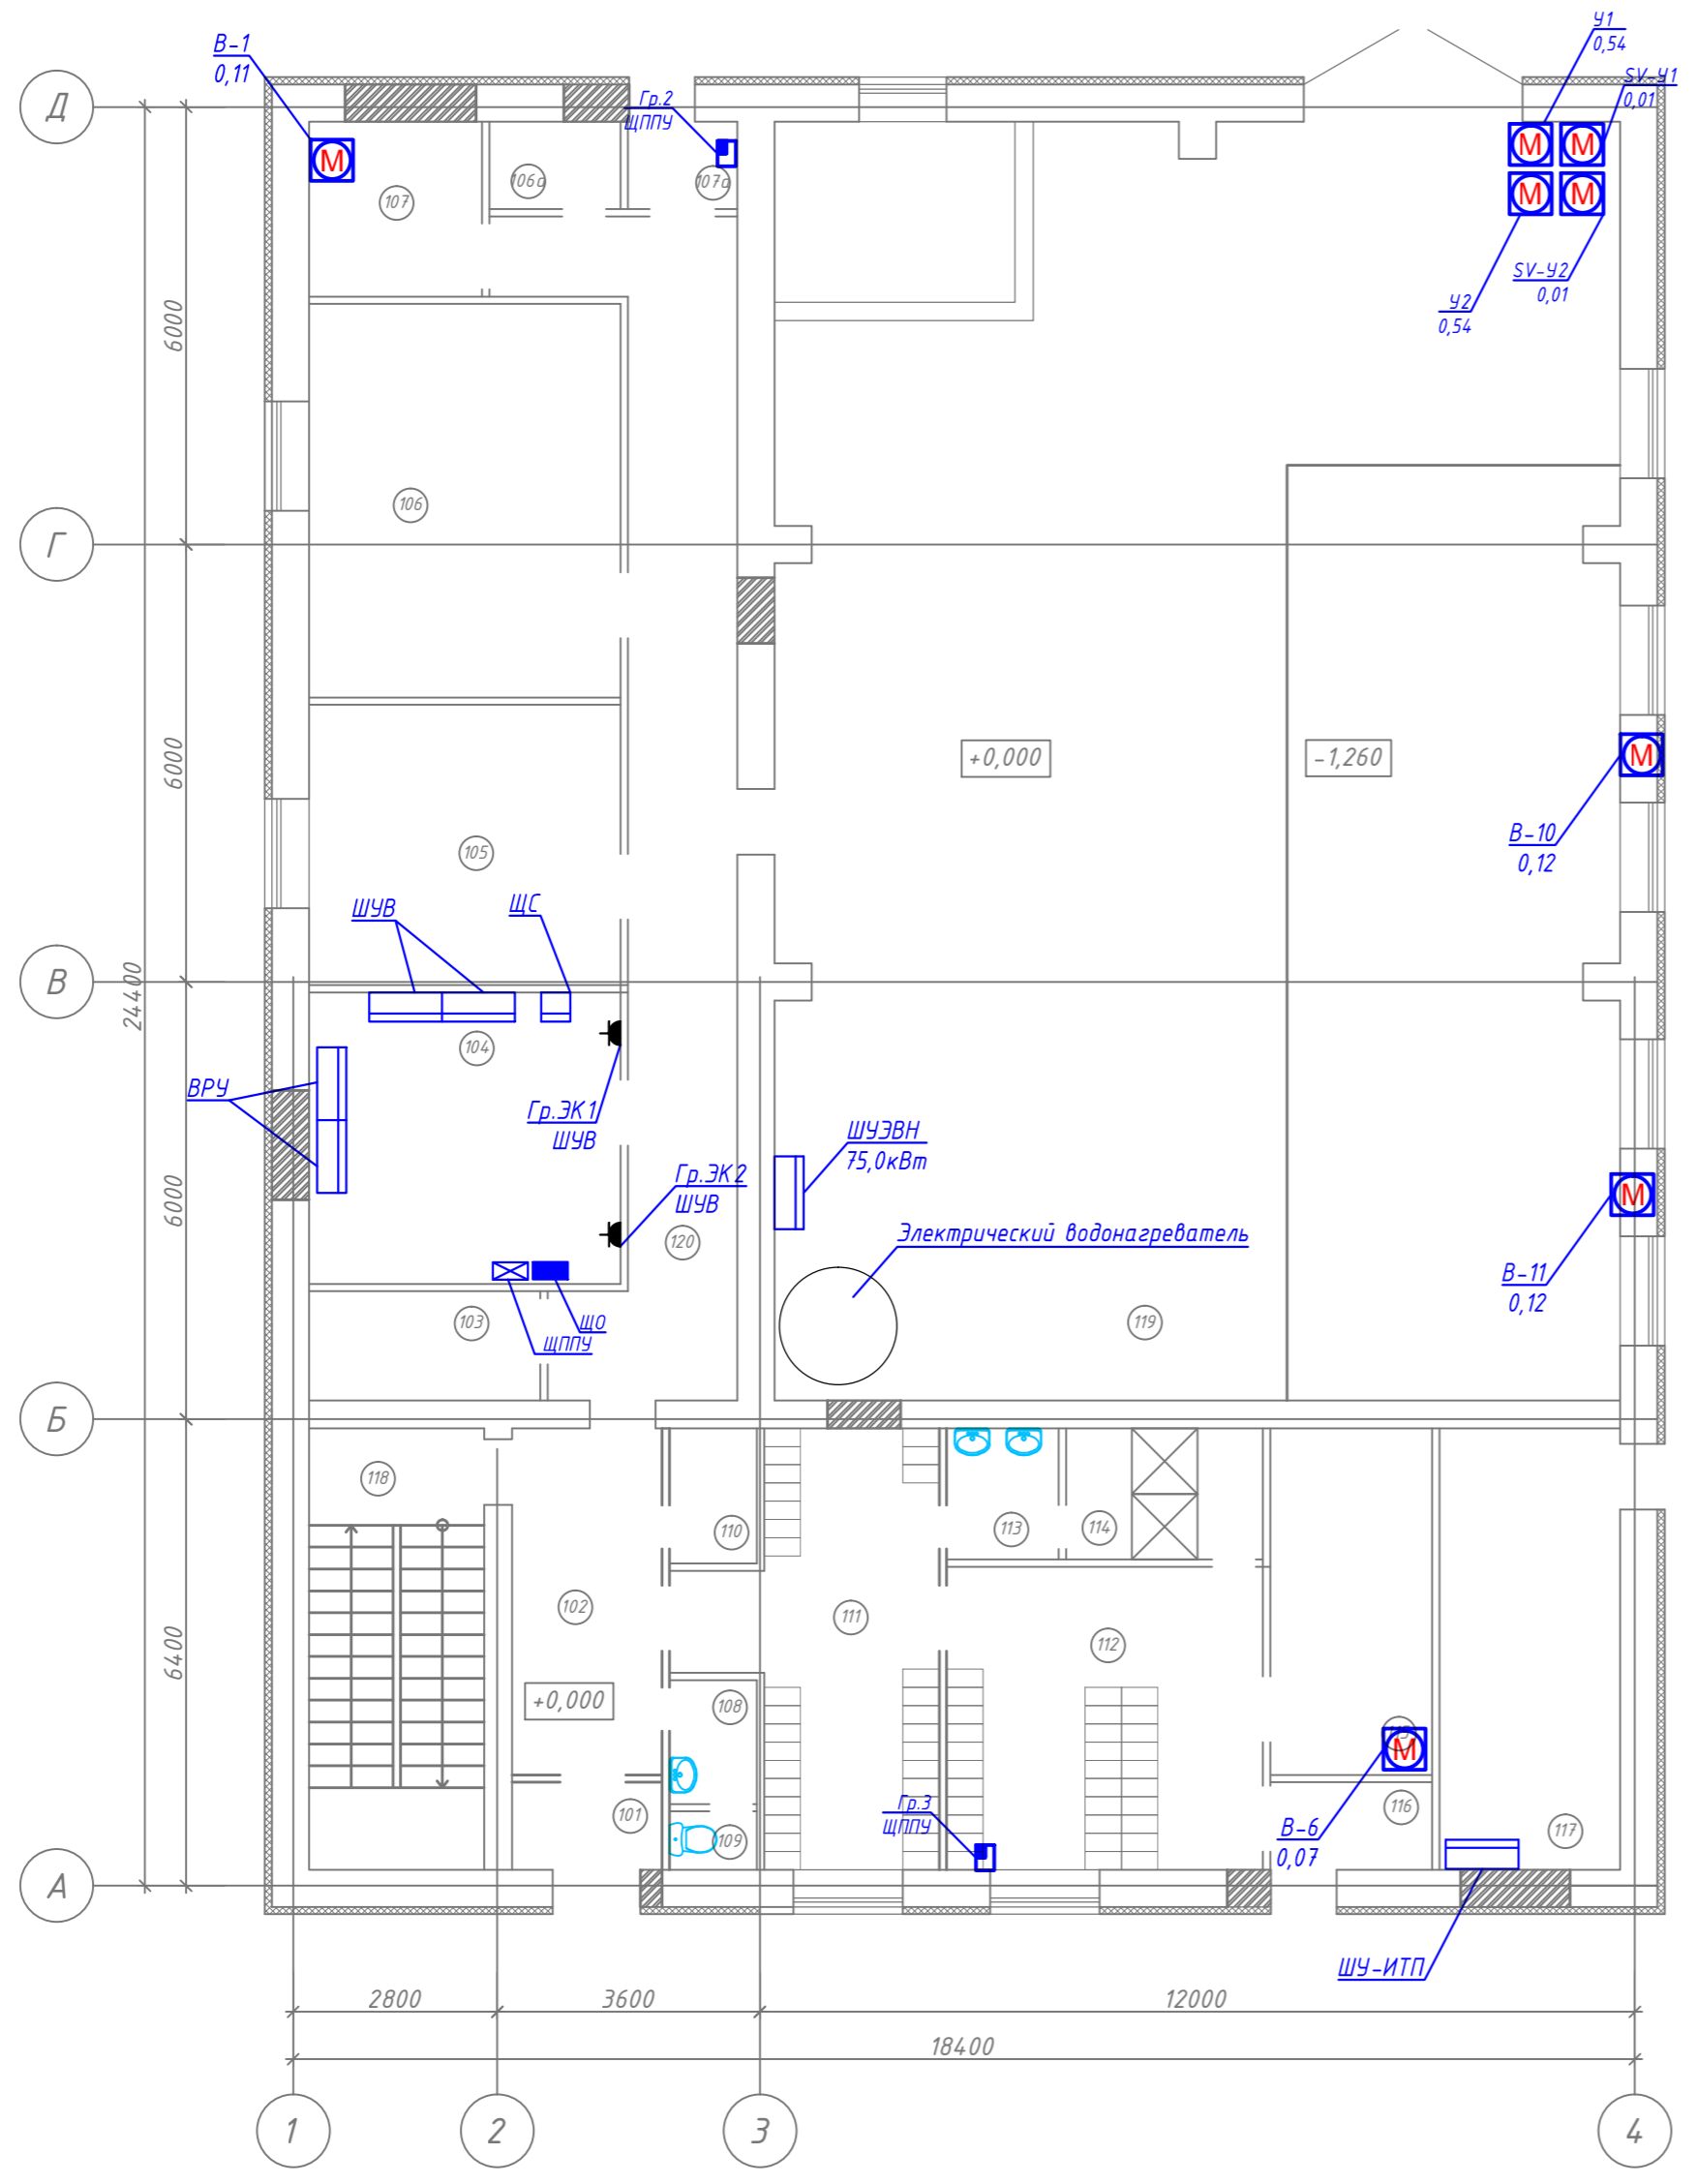 У1
0,54
В-1
0,11
SV-У1
0,01
Гр.2
ЩППУ
Д
М
М
М
М
М
107
106а
107а
SV-У2
0,01
У2
0,54
6000
106
Г
6000
+0,000
-1,260
М
В-10
0,12
105
ШУВ
ЩС
В
24400
104
ВРУ
Гр.ЭК1
ШУВ
ШУЭВН
75,0кВт
Гр.ЭК2
ШУВ
М
6000
120
Электрический водонагреватель
В-11
0,12
103
ЩО
ЩППУ
119
Б
118
110
113
114
102
111
112
6400
+0,000
108
М
Гр.3
ЩППУ
101
109
116
В-6
0,07
117
А
ШУ-ИТП
2800
3600
12000
18400
1
2
3
4